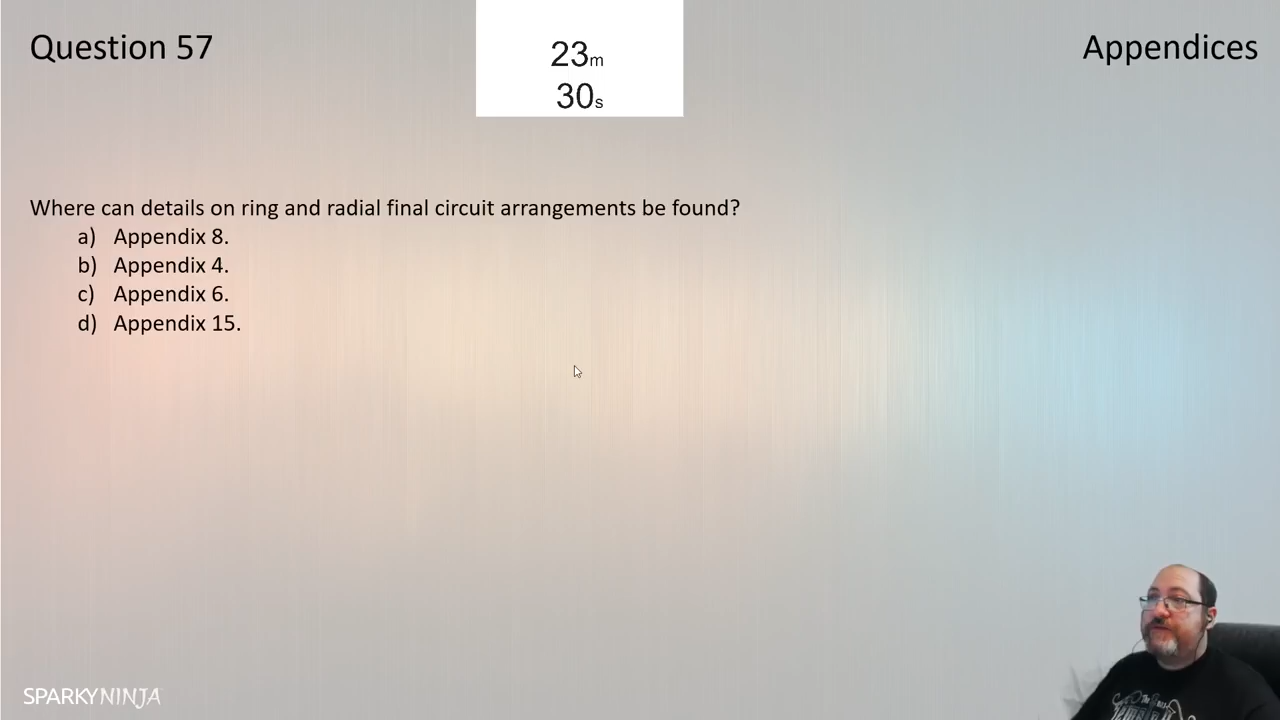 Question 57
23m
30s
Appendices
Where can details on ring and radial final circuit arrangements be found?
a) Appendix 8.
b) Appendix 4.
c) Appendix 6.
d) Appendix 15.
SPARKYNINJA